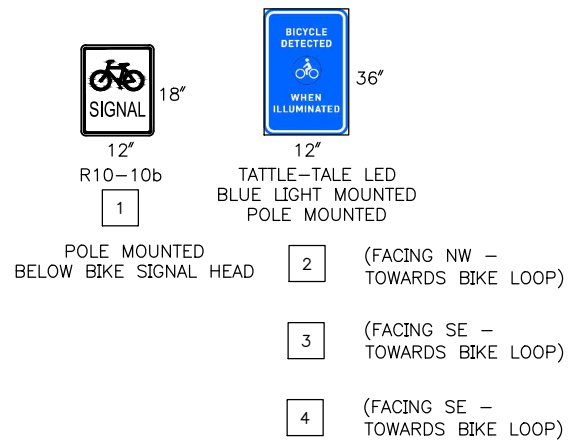 SIGNAL
18"
12"
R10-10b
1
POLE MOUNTED
BELOW BIKE SIGNAL HEAD
BICYCLE
DETECTED
WHEN
ILLUMINATED
36"
12"
TATTLE-TALE LED
BLUE LIGHT MOUNTED
POLE MOUNTED
2
(FACING NW -
TOWARDS BIKE LOOP)
3
(FACING SE -
TOWARDS BIKE LOOP)
4
(FACING SE -
TOWARDS BIKE LOOP)